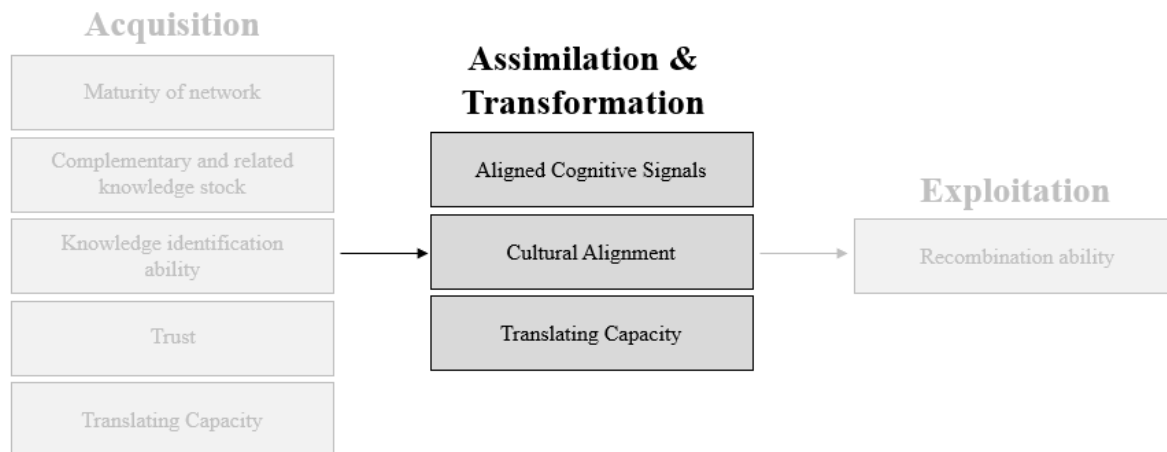 Acquisition
Maturity of network
Complementary and related
knowledge stock
Knowledge identification
ability
Trust
Translating Capacity
Assimilation &
Transformation
Aligned Cognitive Signals
Cultural Alignment
Translating Capacity
Exploitation
Recombination ability